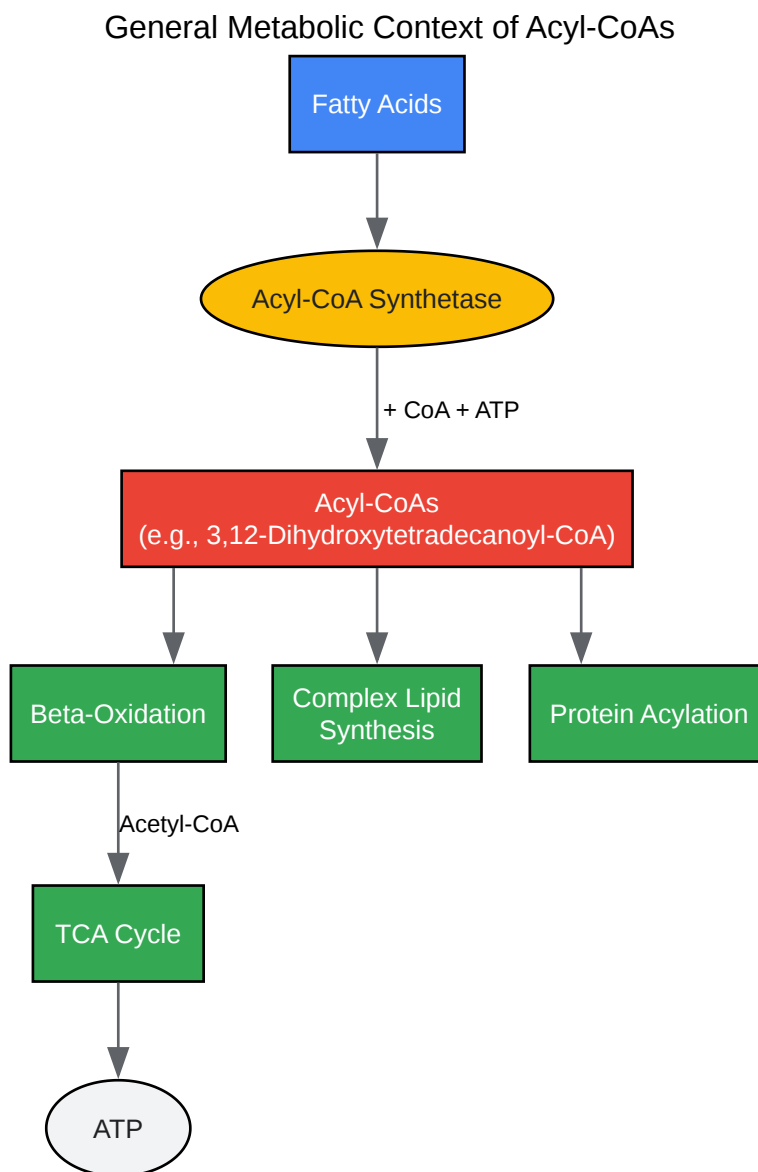 General Metabolic Context of Acyl-CoAs
Fatty Acids
Acyl-CoA Synthetase
+ CoA + ATP
Acyl-CoAs
(e.g., 3,12-Dihydroxytetradecanoyl-CoA)
Beta-Oxidation
Complex Lipid
Synthesis
Protein Acylation
Acetyl-CoA
TCA Cycle
ATP